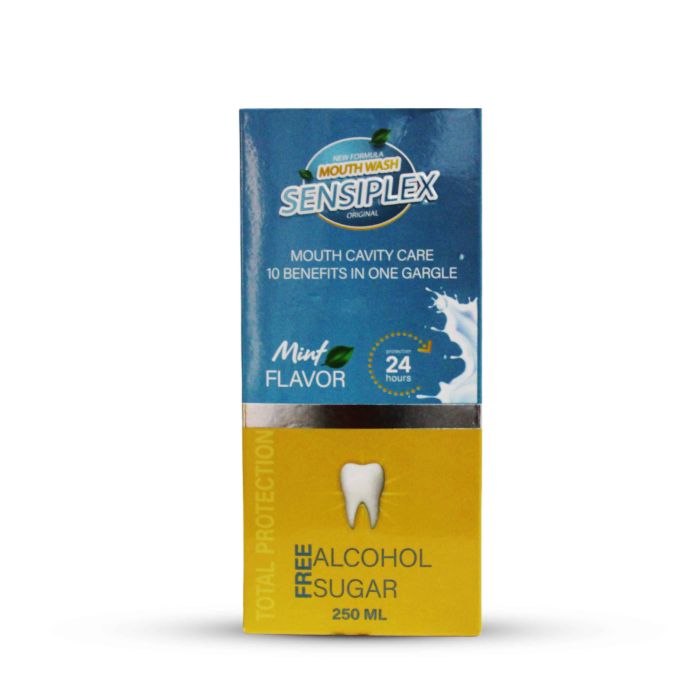 NEW FORMULA
MOUTH WASH
SENSIPLEX
ORIGINAL
MOUTH CAVITY CARE
10 BENEFITS IN ONE GARGLE
Mint
FLAVOR
protection
24
hours
TOTAL PROTECTION
FREE
ALCOHOL
SUGAR
250 ML